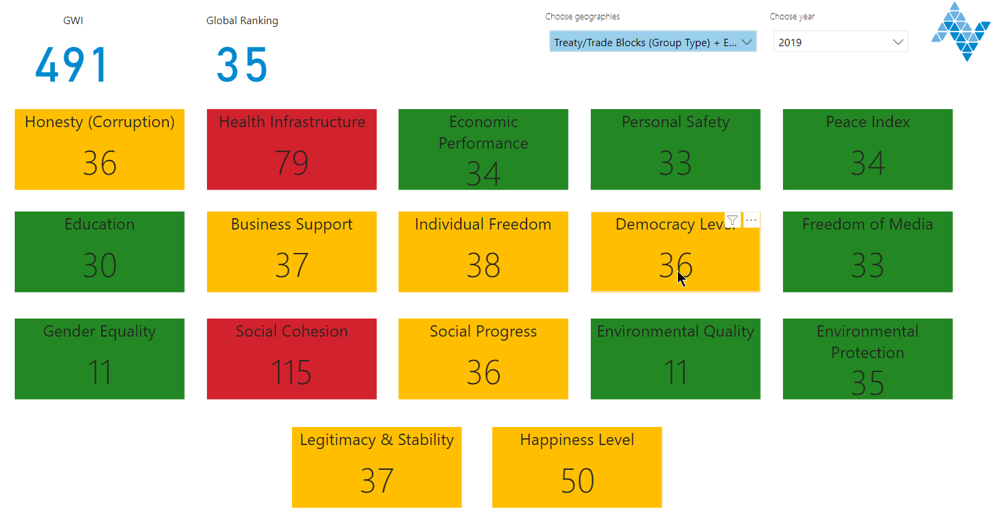 GWI
Global Ranking
Choose geographies
Choose year
491
35
Treaty/Trade Blocks (Group Type) + E...
2019
Honesty (Corruption)
36
Health Infrastructure
79
Economic
Performance
34
Personal Safety
33
Peace Index
34
Education
30
Business Support
37
Individual Freedom
38
Democracy Level
36
Freedom of Media
33
Gender Equality
11
Social Cohesion
115
Social Progress
36
Environmental Quality
11
Environmental
Protection
35
Legitimacy & Stability
37
Happiness Level
50